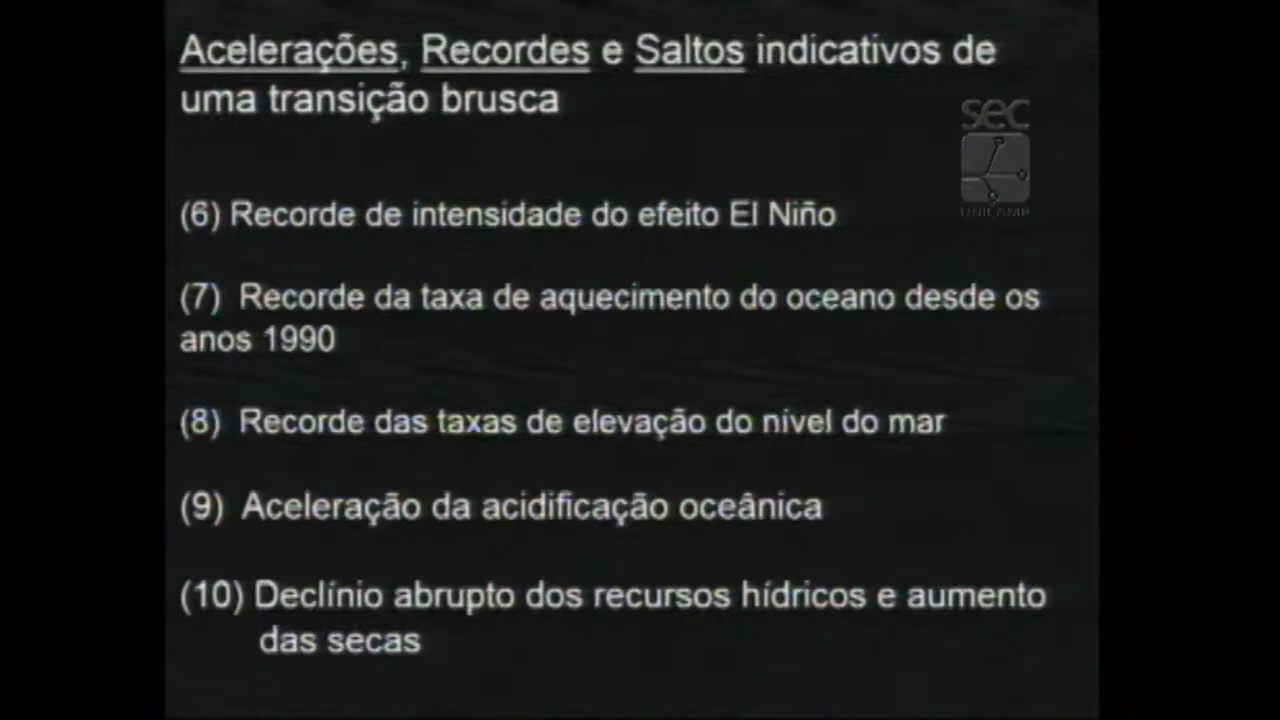 Acelerações, Recordes e Saltos indicativos de
uma transição brusca
sec
UNICAMP
(6) Recorde de intensidade do efeito El Niño
(7) Recorde da taxa de aquecimento do oceano desde os
anos 1990
(8) Recorde das taxas de elevação do nível do mar
(9) Aceleração da acidificação oceânica
(10) Declínio abrupto dos recursos hídricos e aumento
das secas